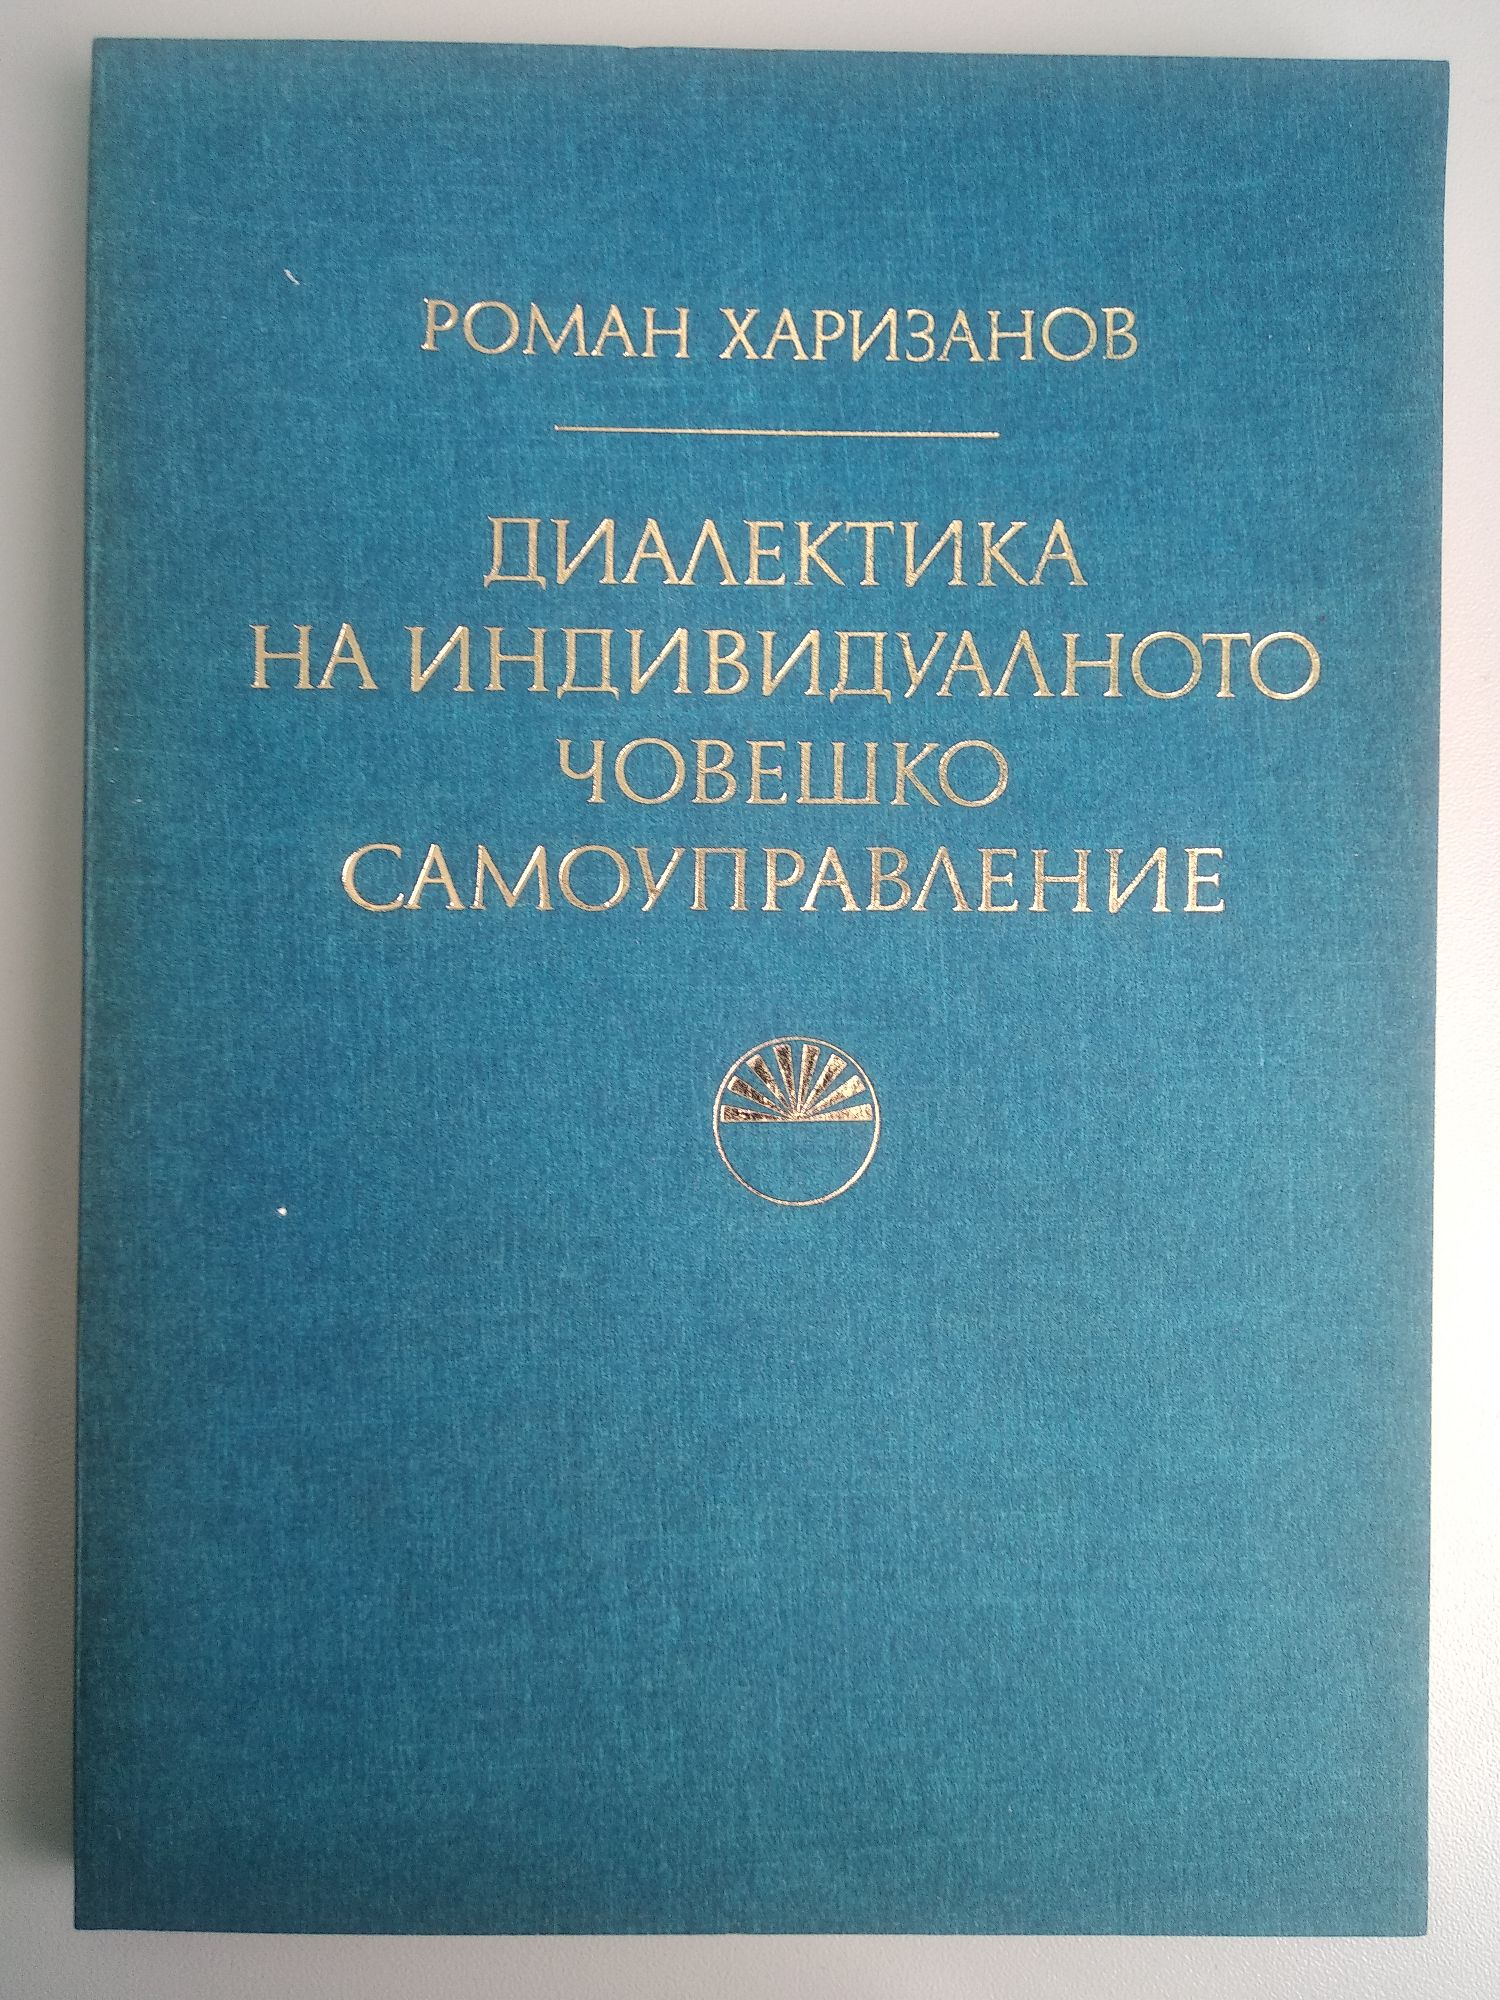 РОМАН ХАРИЗАНОВ
ДИАЛЕКТИКА
НА ИНДИВИДУАЛНОТО
ЧОВЕШКО
САМОУПРАВЛЕНИЕ